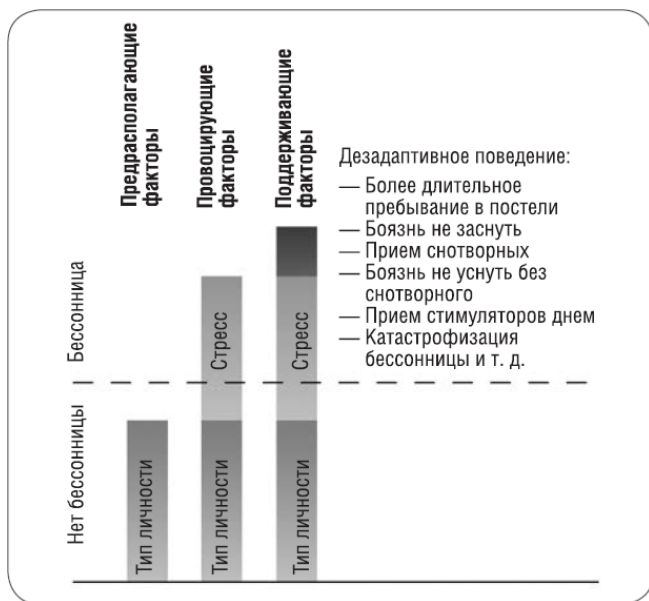 Предрасполагающие
факторы
Провоцирующие
факторы
Поддерживающие
факторы
Дезадаптивное поведение:
— Более длительное
пребывание в постели
— Боязнь не заснуть
— Прием снотворных
— Боязнь не уснуть без
снотворного
— Прием стимуляторов днем
— Катастрофизация
бессонницы и т. д.
Бессонница
Нет бессонницы
Тип личности
Стресс
Тип личности
Стресс
Тип личности